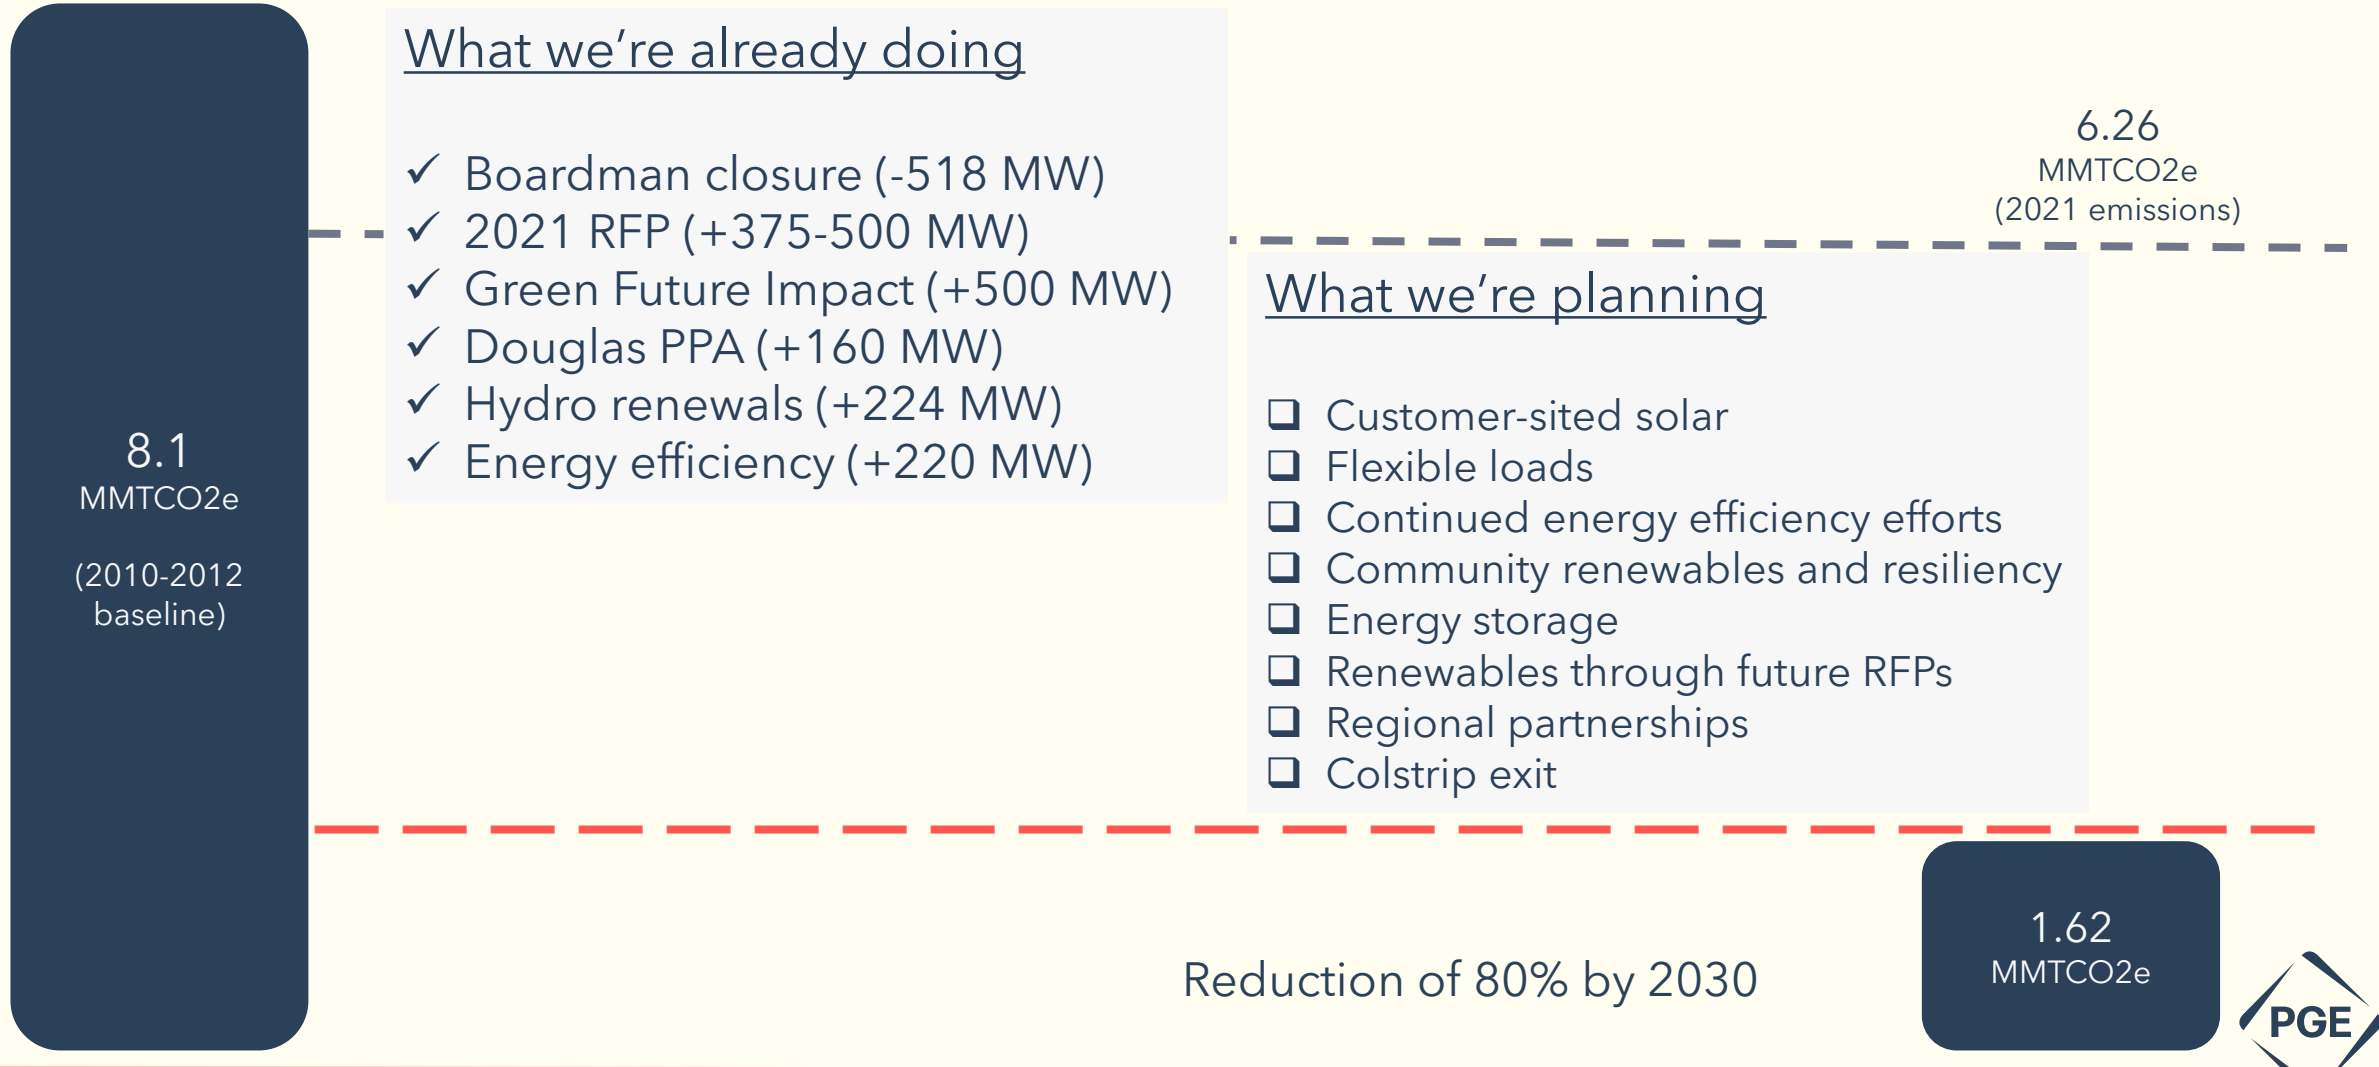 8.1
MMTCO2e
(2010-2012
baseline)
What we’re already doing
✓ Boardman closure (-518 MW)
✓ 2021 RFP (+375-500 MW)
✓ Green Future Impact (+500 MW)
✓ Douglas PPA (+160 MW)
✓ Hydro renewals (+224 MW)
✓ Energy efficiency (+220 MW)
6.26
MMTCO2e
(2021 emissions)
What we’re planning
❑ Customer-sited solar
❑ Flexible loads
❑ Continued energy efficiency efforts
❑ Community renewables and resiliency
❑ Energy storage
❑ Renewables through future RFPs
❑ Regional partnerships
❑ Colstrip exit
Reduction of 80% by 2030
1.62
MMTCO2e
PGE